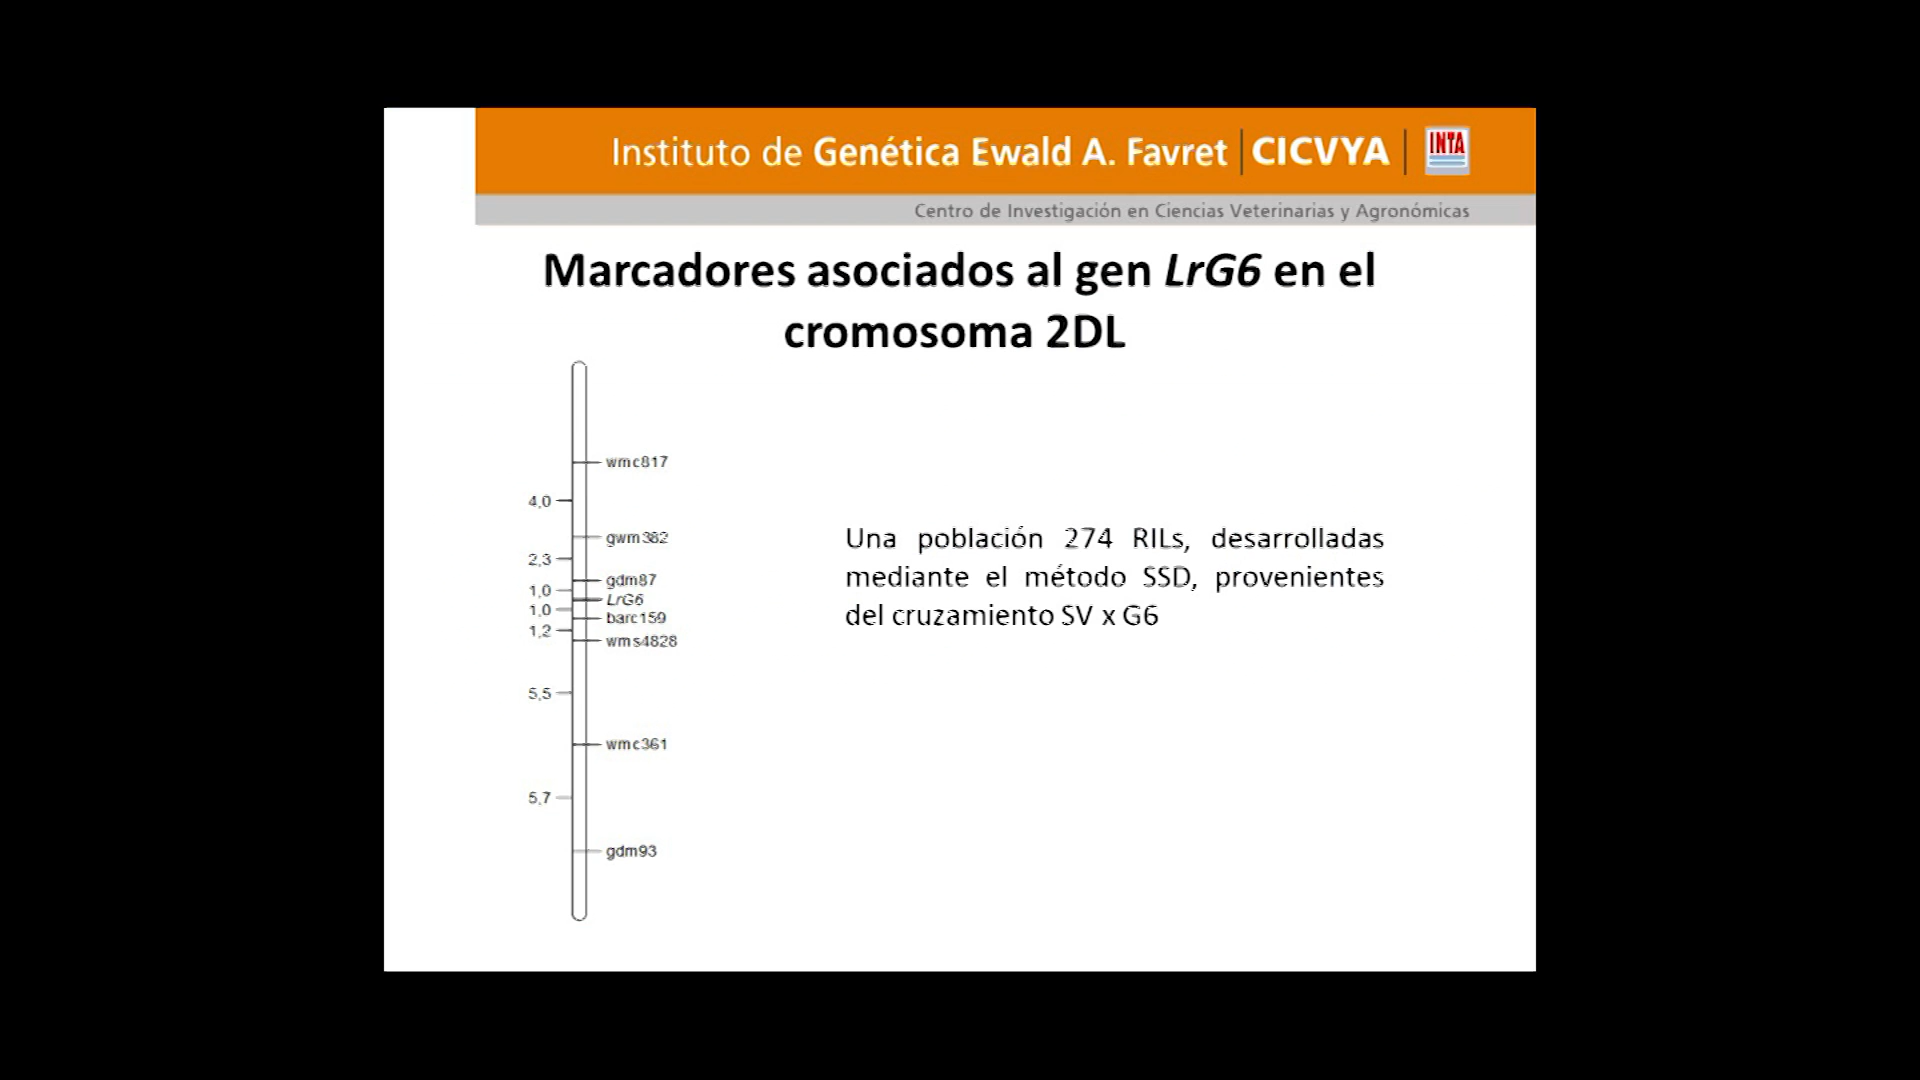 Instituto de Genética Ewald A. Favret | CICVYA | INTA
Centro de Investigación en Ciencias Veterinarias y Agronómicas
Marcadores asociados al gen LrG6 en el
cromosoma 2DL
wmc817
4,0
gwm382
2,3
gdm87
1,0
LrG6
1,0
barc159
1,2
wms4828
5,5
wmc361
5,7
gdm93
Una población 274 RILs, desarrolladas
mediante el método SSD, provenientes
del cruzamiento SV x G6